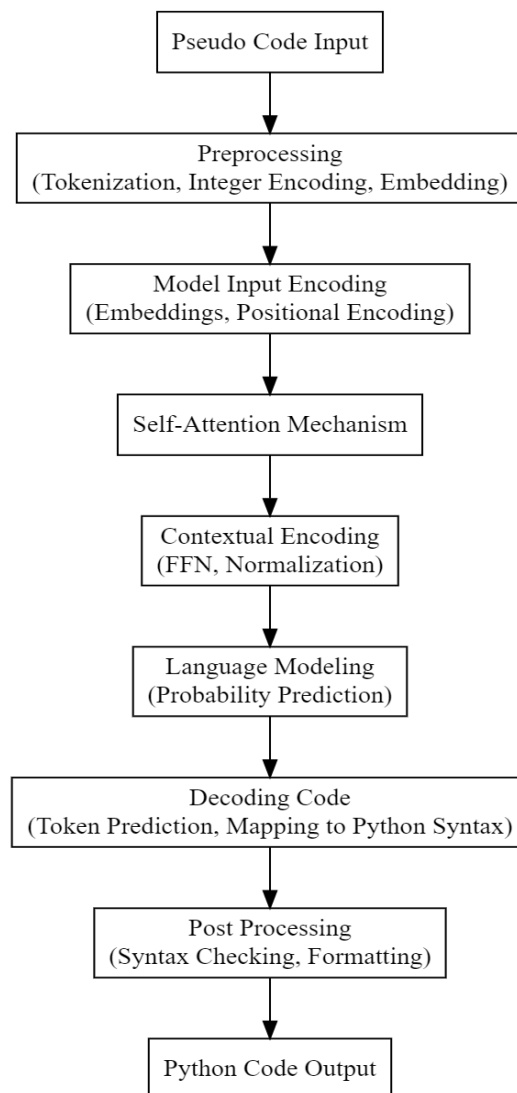 Pseudo Code Input
Preprocessing
(Tokenization, Integer Encoding, Embedding)
Model Input Encoding
(Embeddings, Positional Encoding)
Self-Attention Mechanism
Contextual Encoding
(FFN, Normalization)
Language Modeling
(Probability Prediction)
Decoding Code
(Token Prediction, Mapping to Python Syntax)
Post Processing
(Syntax Checking, Formatting)
Python Code Output